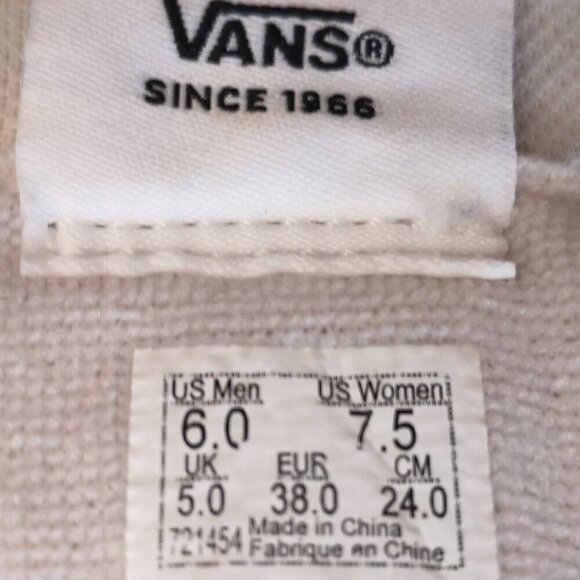 VANS®
SINCE 1966
US Men US Women
6.0 7.5
UK EUR CM
5.0 38.0 24.0
721454 Made in China
Fabrique en Chine